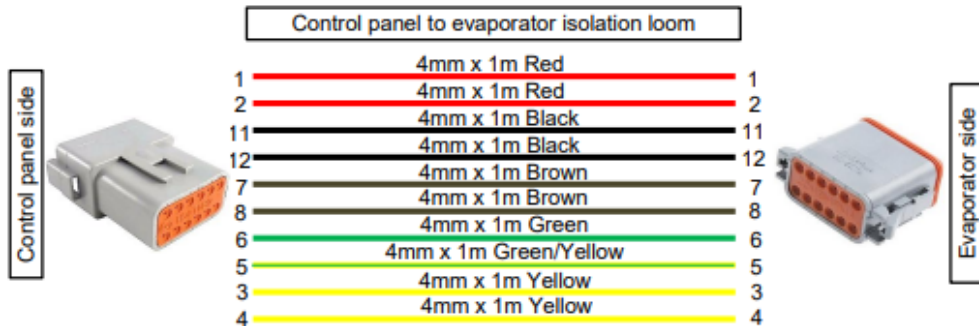 Control panel to evaporator isolation loom
Control panel side
Evaporator side
4mm x 1m Red
1 1
4mm x 1m Red
2 2
4mm x 1m Black
11 11
4mm x 1m Black
12 12
4mm x 1m Brown
7 7
4mm x 1m Brown
8 8
4mm x 1m Green
6 6
4mm x 1m Green/Yellow
5 5
4mm x 1m Yellow
3 3
4mm x 1m Yellow
4 4